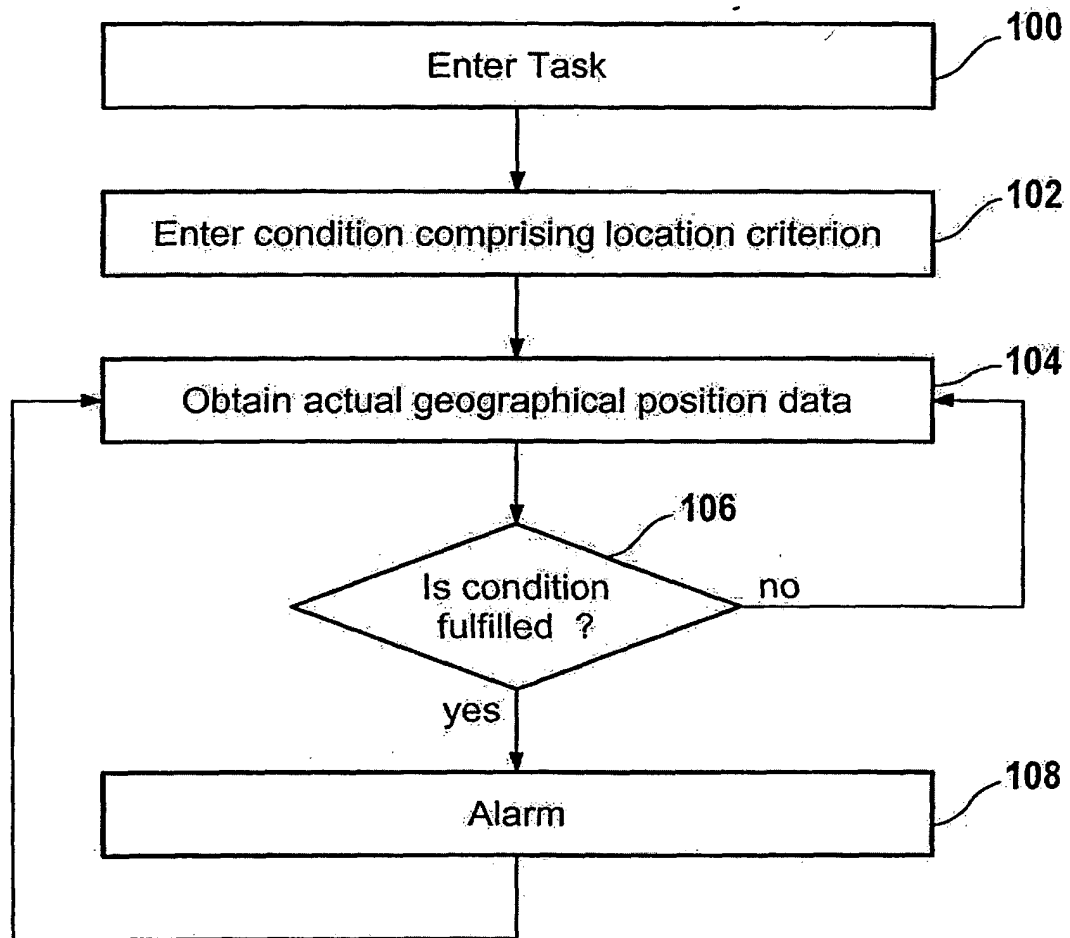 100
Enter Task
102
Enter condition comprising location criterion
104
Obtain actual geographical position data
106
Is condition
fulfilled ?
no
yes
108
Alarm